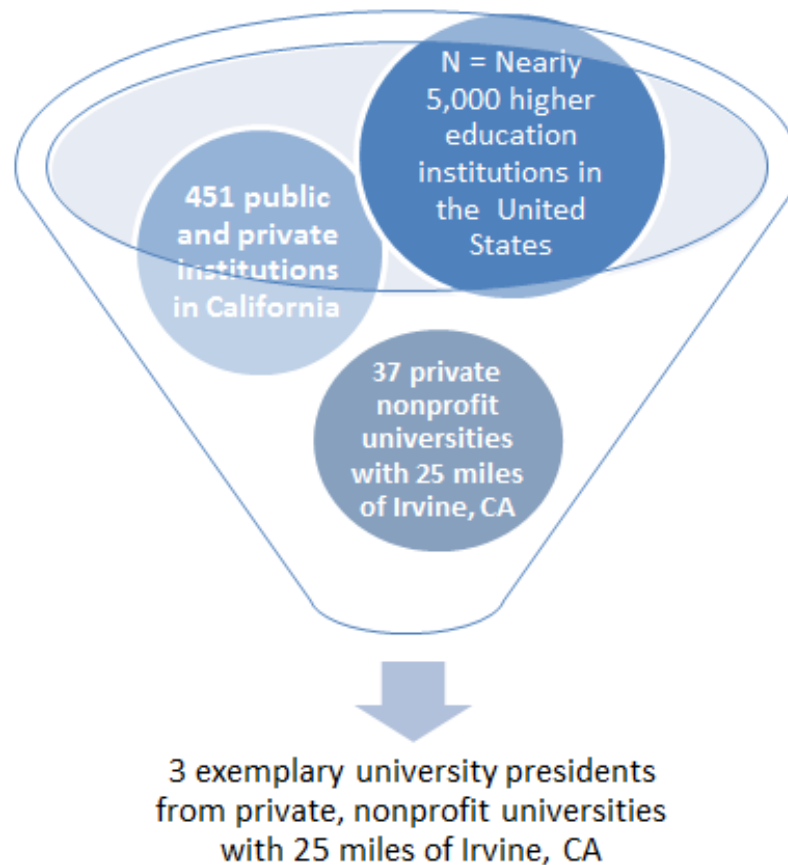 N = Nearly
5,000 higher
education
institutions in
the United
States
451 public
and private
institutions
in California
37 private
nonprofit
universities
with 25 miles
of Irvine, CA
3 exemplary university presidents
from private, nonprofit universities
with 25 miles of Irvine, CA